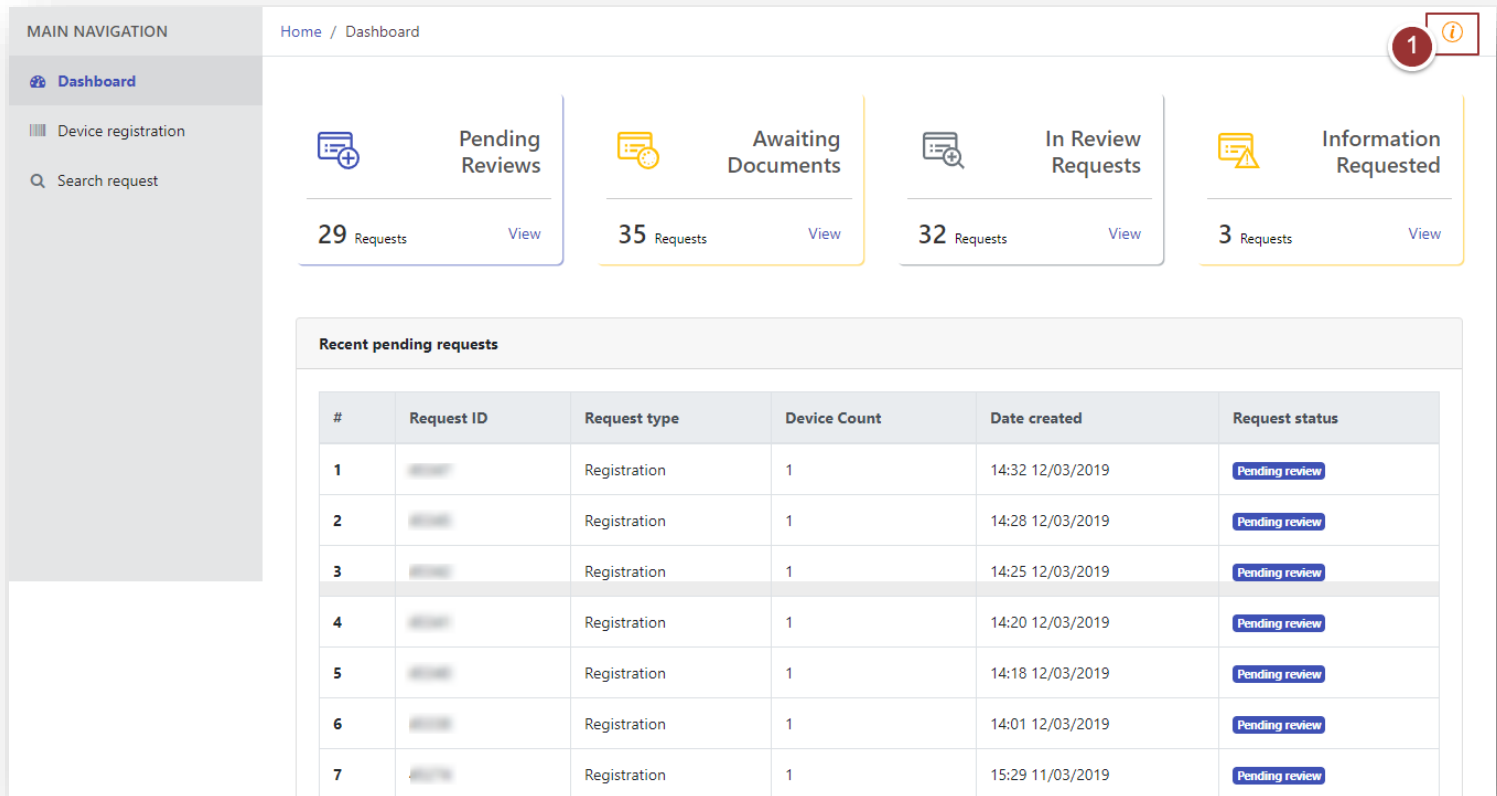 MAIN NAVIGATION
Home / Dashboard
1
Dashboard
Device registration
Search request
Pending
Reviews
29 Requests View
Awaiting
Documents
35 Requests View
In Review
Requests
32 Requests View
Information
Requested
3 Requests View
Recent pending requests
# Request ID Request type Device Count Date created Request status
1 Registration 1 14:32 12/03/2019 Pending review
2 Registration 1 14:28 12/03/2019 Pending review
3 Registration 1 14:25 12/03/2019 Pending review
4 Registration 1 14:20 12/03/2019 Pending review
5 Registration 1 14:18 12/03/2019 Pending review
6 Registration 1 14:01 12/03/2019 Pending review
7 Registration 1 15:29 11/03/2019 Pending review